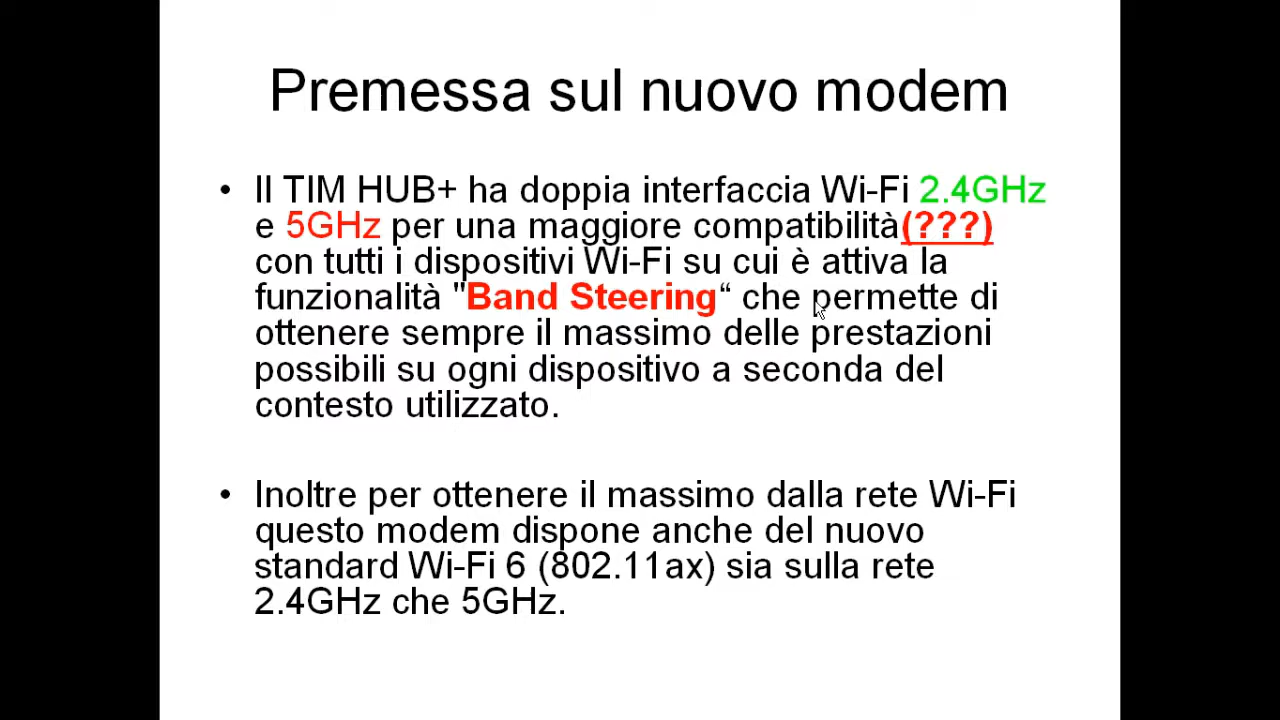 Premessa sul nuovo modem
• Il TIM HUB+ ha doppia interfaccia Wi-Fi 2.4GHz
e 5GHz per una maggiore compatibilità(???)
con tutti i dispositivi Wi-Fi su cui è attiva la
funzionalità "Band Steering“ che permette di
ottenere sempre il massimo delle prestazioni
possibili su ogni dispositivo a seconda del
contesto utilizzato.
• Inoltre per ottenere il massimo dalla rete Wi-Fi
questo modem dispone anche del nuovo
standard Wi-Fi 6 (802.11ax) sia sulla rete
2.4GHz che 5GHz.